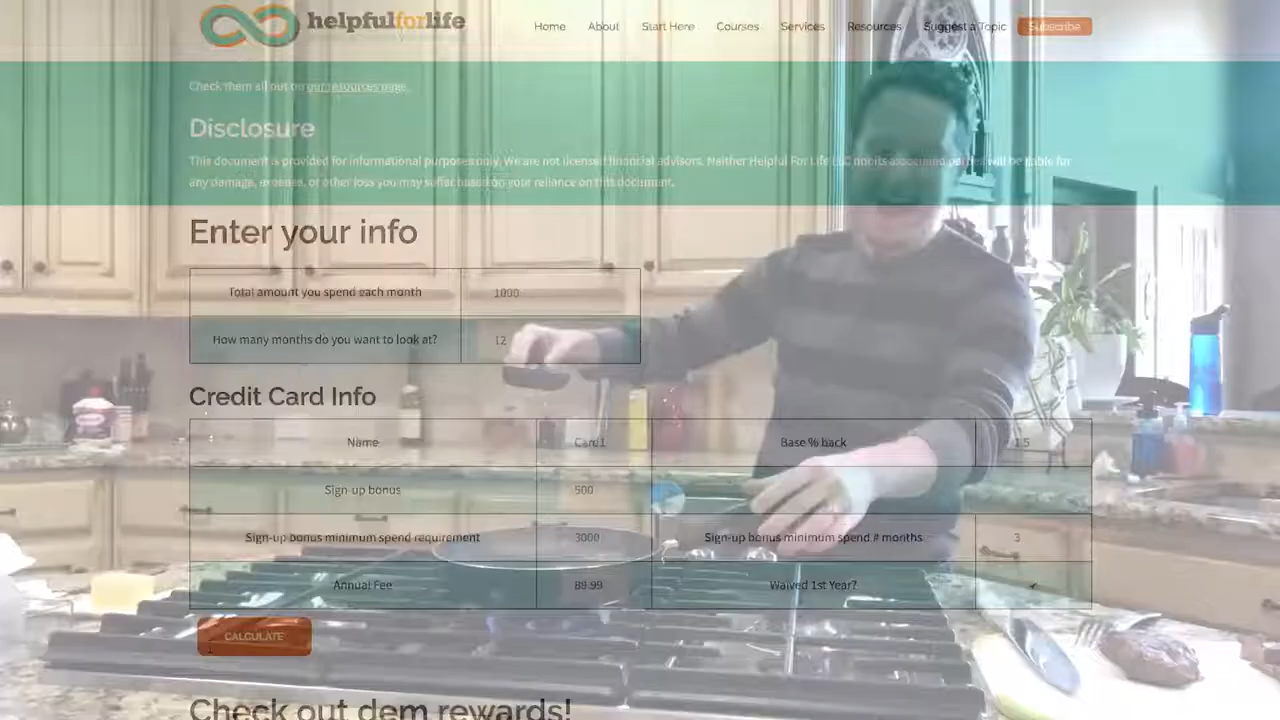 helpfulforlife
Home About Start Here Courses Services Resources Suggest a Topic Subscribe
Check them all out on our resources page.
Disclosure
This document is provided for informational purposes only. We are not licensed financial advisors. Neither Helpful For Life LLC nor its associated parties will be liable for
any damage, expense, or other loss you may suffer based on your reliance on this document.
Enter your info
Total amount you spend each month 1000
How many months do you want to look at? 12
Credit Card Info
Name Card1 Base % back 1.5
Sign-up bonus 500
Sign-up bonus minimum spend requirement 3000 Sign-up bonus minimum spend # months 3
Annual Fee 89.99 Waived 1st Year? ✔
CALCULATE
Check out dem rewards!